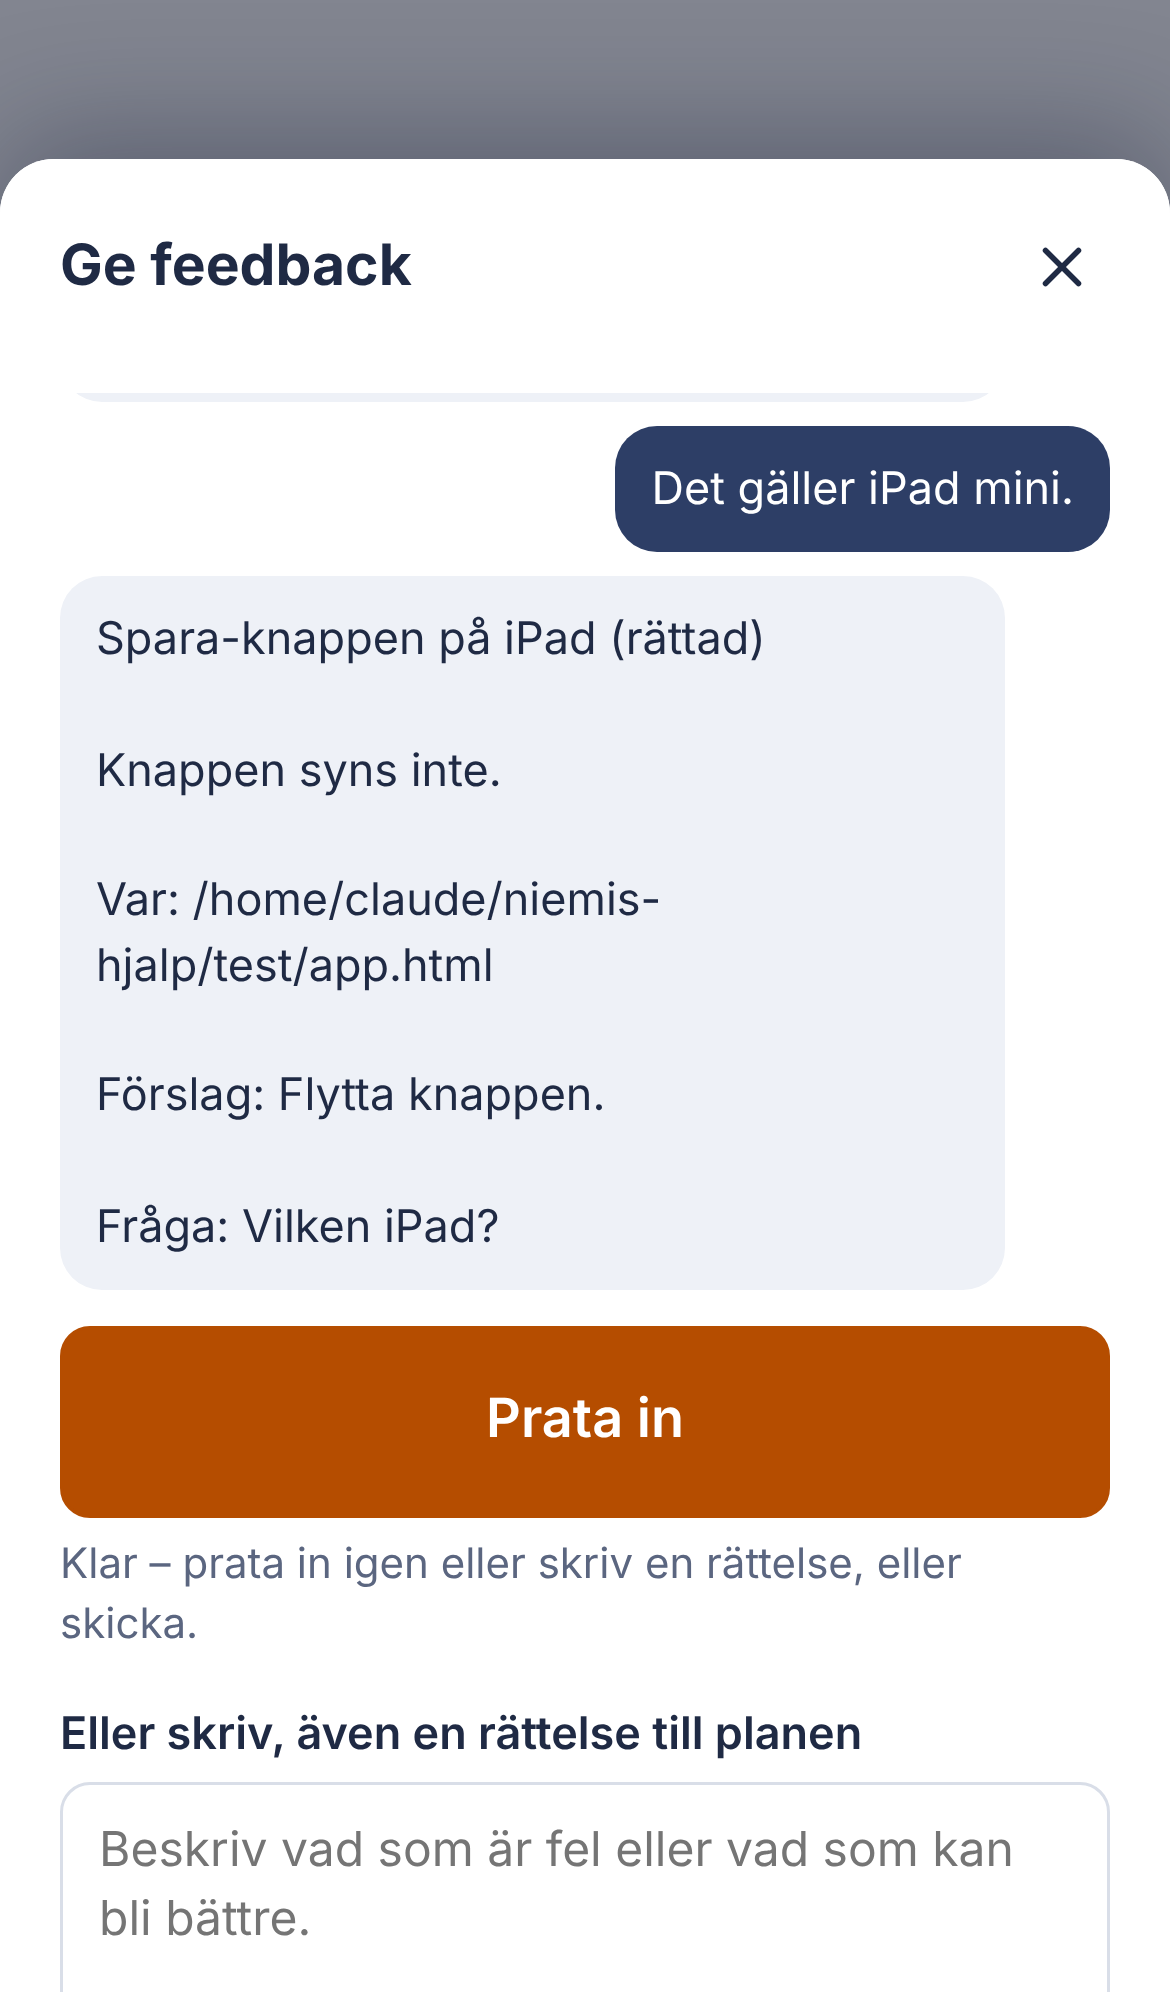 Ge feedback
Det gäller iPad mini.
Spara-knappen på iPad (rättad)
Knappen syns inte.
Var: /home/claude/niemis-
hjalp/test/app.html
Förslag: Flytta knappen.
Fråga: Vilken iPad?
Prata in
Klar – prata in igen eller skriv en rättelse, eller
skicka.
Eller skriv, även en rättelse till planen
Beskriv vad som är fel eller vad som kan
bli bättre.